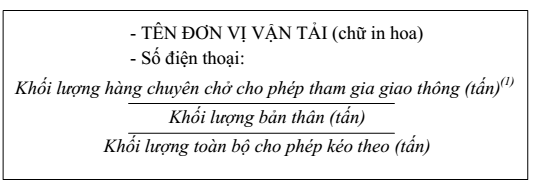 - TÊN ĐƠN VỊ VẬN TẢI (chữ in hoa)
- Số điện thoại:
Khối lượng hàng chuyên chở cho phép tham gia giao thông (tấn)(1)
Khối lượng bản thân (tấn)
Khối lượng toàn bộ cho phép kéo theo (tấn)